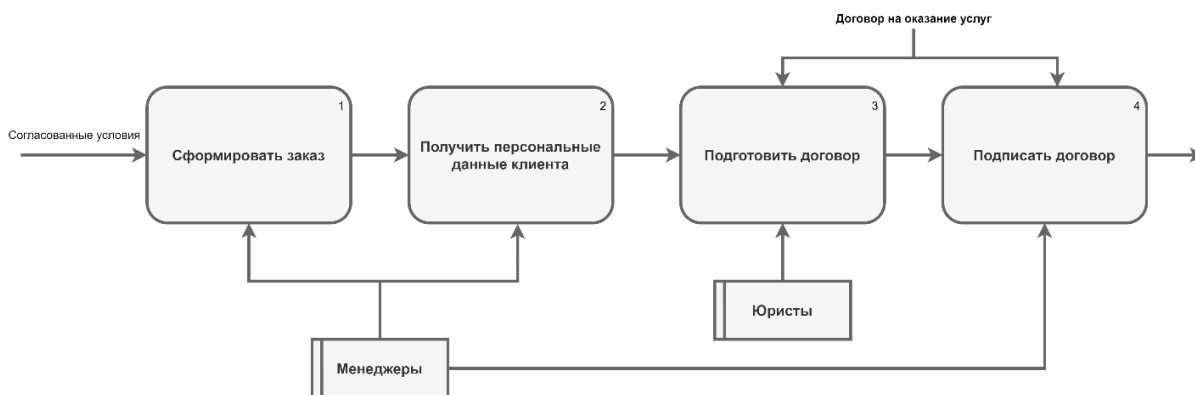 Договор на оказание услуг
1
2
3
4
Согласованные условия
Сформировать заказ
Получить персональные
данные клиента
Подготовить договор
Подписать договор
Юристы
Менеджеры